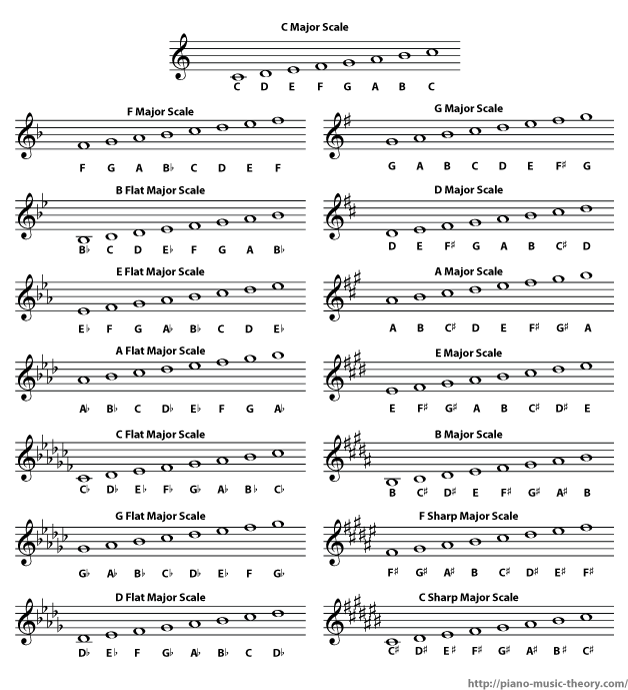 C Major Scale
C D E F G A B C
F Major Scale
F G A B♭ C D E F
G Major Scale
G A B C D E F♯ G
B Flat Major Scale
B♭ C D E♭ F G A B♭
D Major Scale
D E F♯ G A B C♯ D
E Flat Major Scale
E♭ F G A♭ B♭ C D E♭
A Major Scale
A B C♯ D E F♯ G♯ A
A Flat Major Scale
A♭ B♭ C D♭ E♭ F G A♭
E Major Scale
E F♯ G♯ A B C♯ D♯ E
C Flat Major Scale
C♭ D♭ E♭ F♭ G♭ A♭ B♭ C♭
B Major Scale
B C♯ D♯ E F♯ G♯ A♯ B
G Flat Major Scale
G♭ A♭ B♭ C♭ D♭ E♭ F G♭
F Sharp Major Scale
F♯ G♯ A♯ B C♯ D♯ E♯ F♯
D Flat Major Scale
D♭ E♭ F G♭ A♭ B♭ C D♭
C Sharp Major Scale
C♯ D♯ E♯ F♯ G♯ A♯ B♯ C♯
http://piano-music-theory.com/